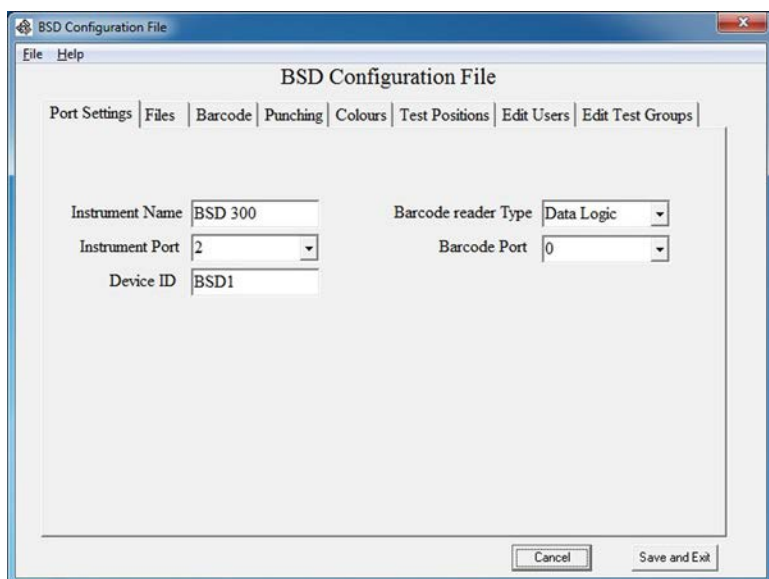 BSD Configuration File
File Help
BSD Configuration File
Port Settings Files Barcode Punching Colours Test Positions Edit Users Edit Test Groups
Instrument Name BSD 300 Barcode reader Type Data Logic
Instrument Port 2 Barcode Port 0
Device ID BSD1
Cancel Save and Exit